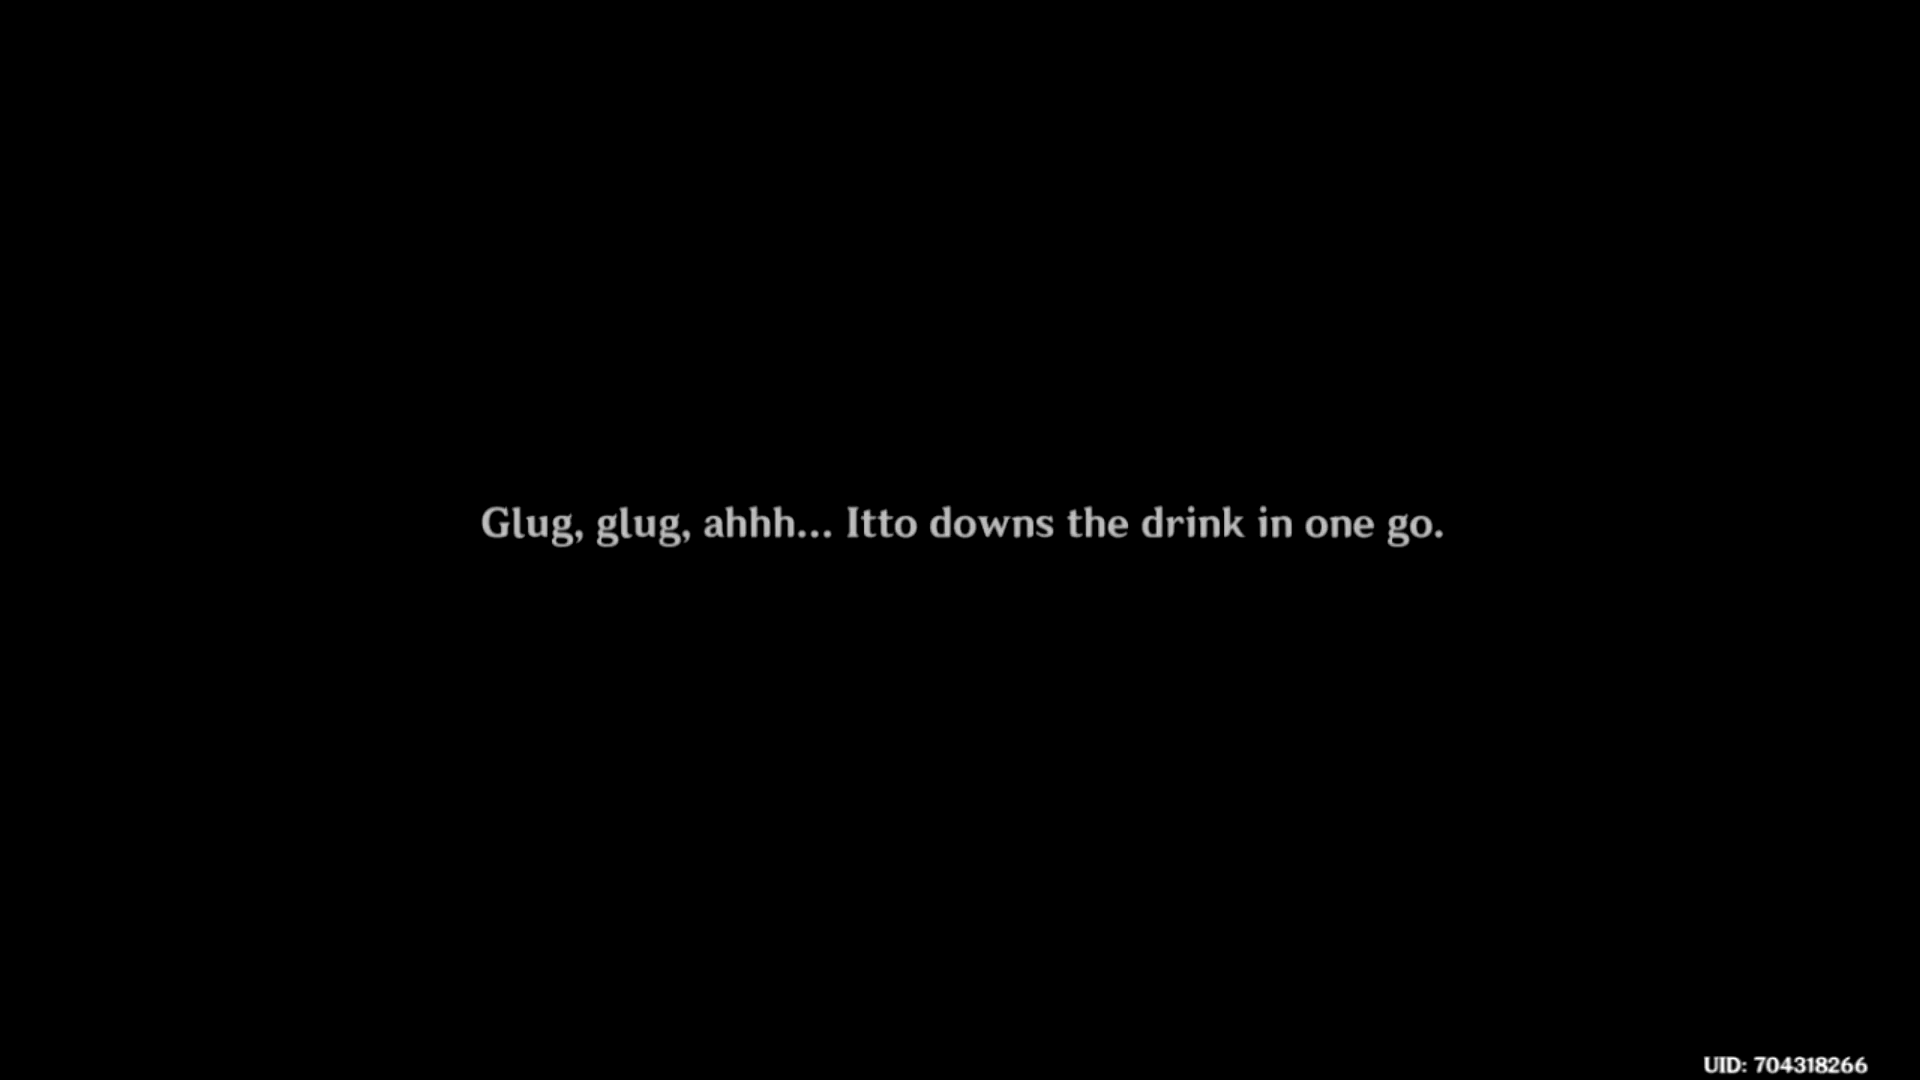 Glug, glug, ahhh... Itto downs the drink in one go.
UID: 704318266